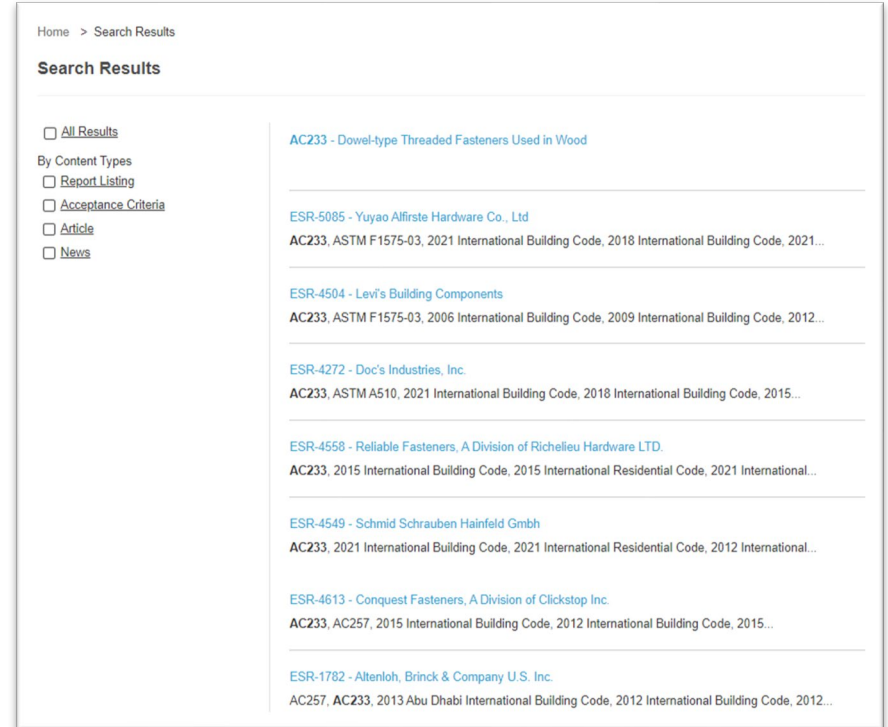 Home > Search Results
Search Results
All Results
By Content Types
Report Listing
Acceptance Criteria
Article
News
AC233 - Dowel-type Threaded Fasteners Used in Wood
ESR-5085 - Yuyao Alfirste Hardware Co., Ltd
AC233, ASTM F1575-03, 2021 International Building Code, 2018 International Building Code, 2021...
ESR-4504 - Levi's Building Components
AC233, ASTM F1575-03, 2006 International Building Code, 2009 International Building Code, 2012...
ESR-4272 - Doc's Industries, Inc.
AC233, ASTM A510, 2021 International Building Code, 2018 International Building Code, 2015...
ESR-4558 - Reliable Fasteners, A Division of Richelieu Hardware LTD.
AC233, 2015 International Building Code, 2015 International Residential Code, 2021 International...
ESR-4549 - Schmid Schrauben Hainfeld Gmbh
AC233, 2021 International Building Code, 2021 International Residential Code, 2012 International...
ESR-4613 - Conquest Fasteners, A Division of Clickstop Inc.
AC233, AC257, 2015 International Building Code, 2012 International Building Code, 2015...
ESR-1782 - Altenloh, Brinck & Company U.S. Inc.
AC257, AC233, 2013 Abu Dhabi International Building Code, 2012 International Building Code, 2012...